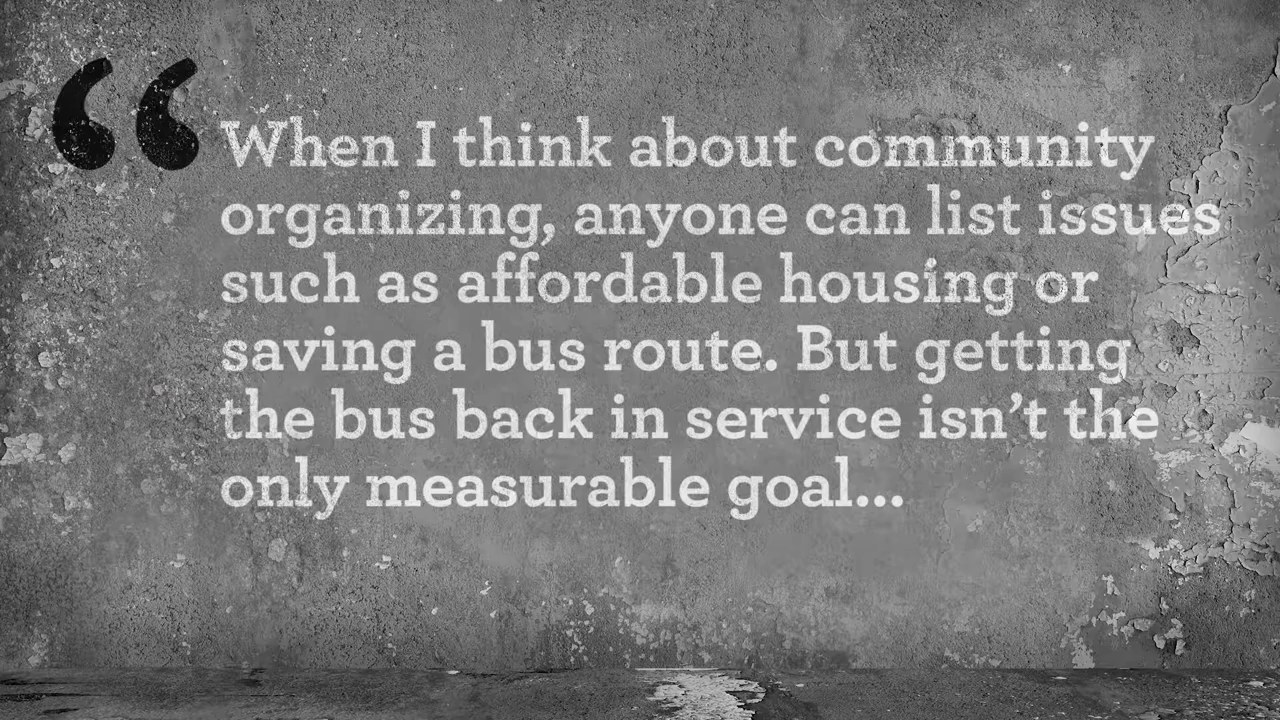 “When I think about community
organizing, anyone can list issues
such as affordable housing or
saving a bus route. But getting
the bus back in service isn’t the
only measurable goal...